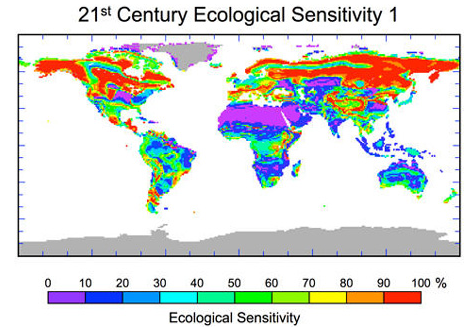 21st Century Ecological Sensitivity 1
0 10 20 30 40 50 60 70 80 90 100 %
Ecological Sensitivity